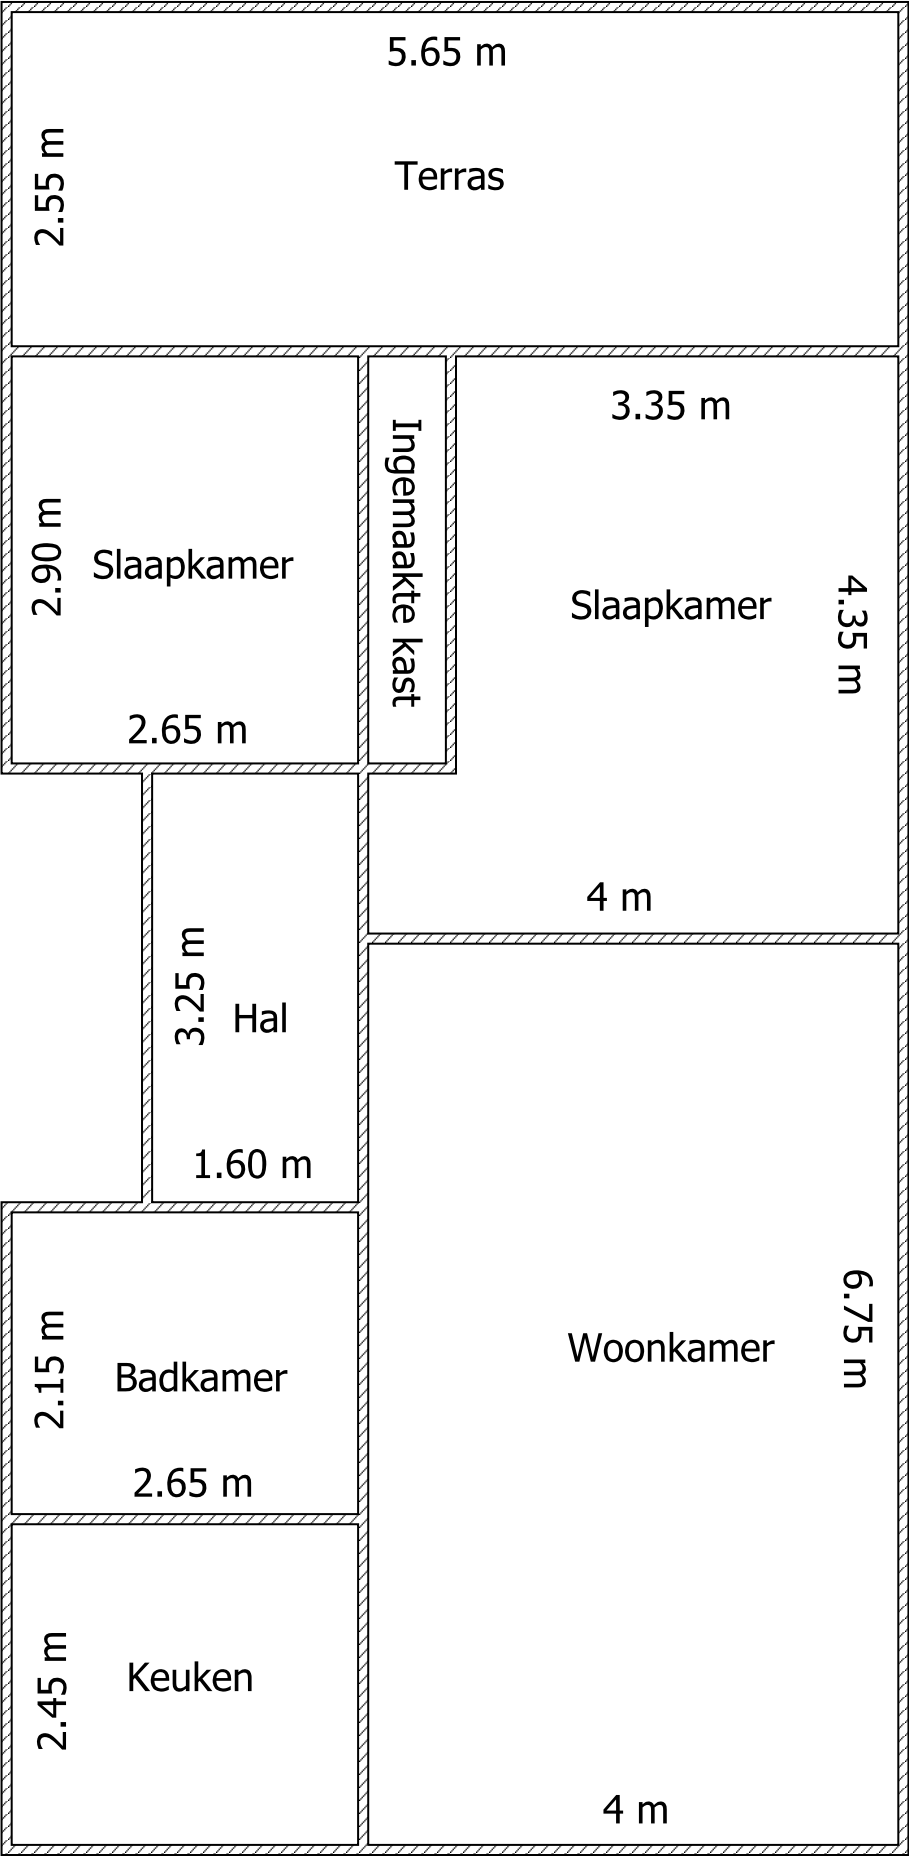 5.65 m
2.55 m
Terras
3.35 m
Ingemaakte kast
2.90 m
Slaapkamer
Slaapkamer
4.35 m
2.65 m
4 m
3.25 m
Hal
1.60 m
6.75 m
2.15 m
Badkamer
Woonkamer
2.65 m
2.45 m
Keuken
4 m